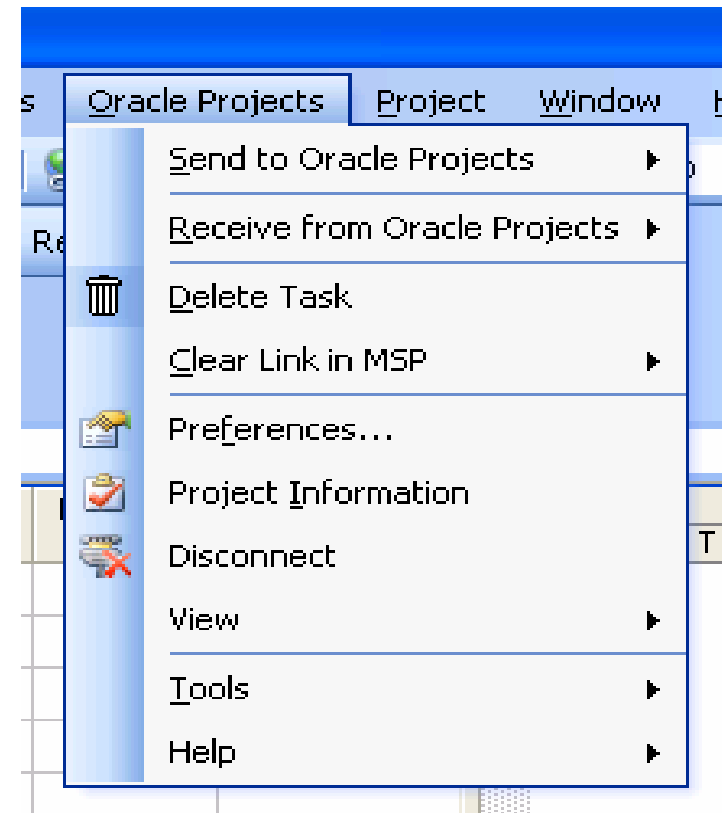 s Oracle Projects Project Window
Send to Oracle Projects
Receive from Oracle Projects
Re
Delete Task
Clear Link in MSP
Preferences...
Project Information
Disconnect
T
View
Tools
Help